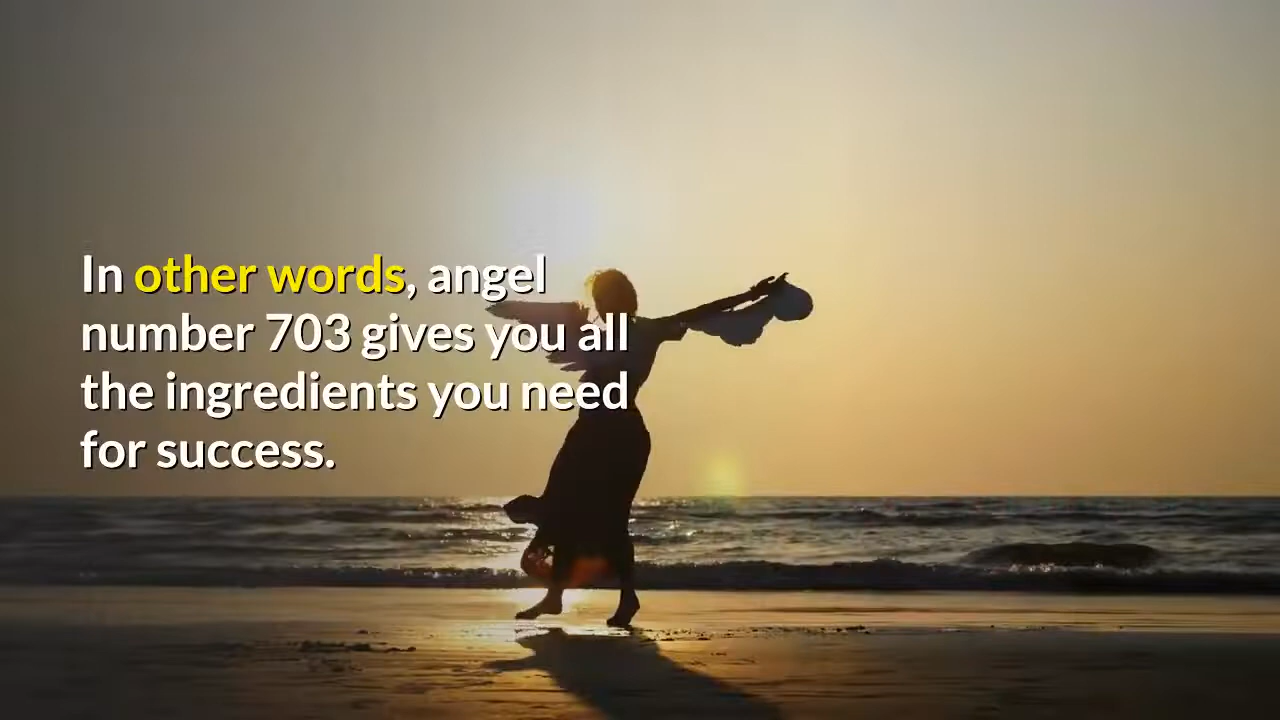 In other words, angel
number 703 gives you all
the ingredients you need
for success.